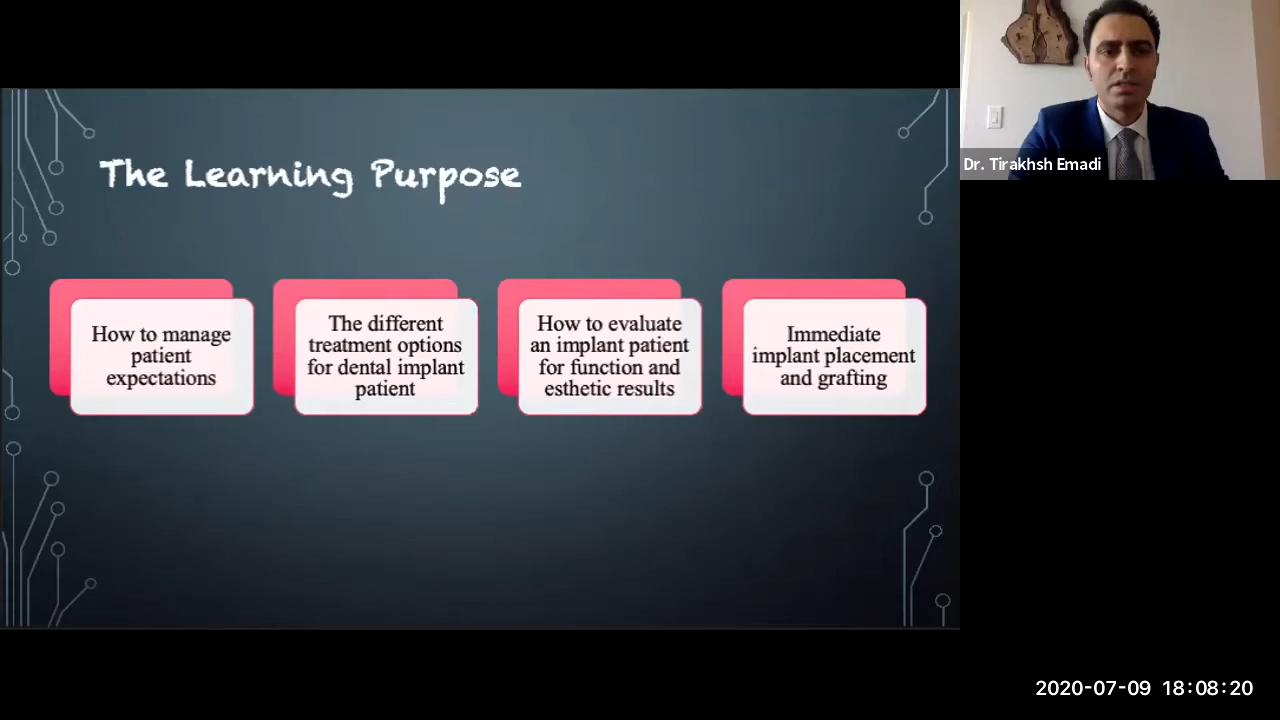 The Learning Purpose
How to manage
patient
expectations
The different
treatment options
for dental implant
patient
How to evaluate
an implant patient
for function and
esthetic results
Immediate
implant placement
and grafting
Dr. Tirakhsh Emadi
2020-07-09 18:08:20